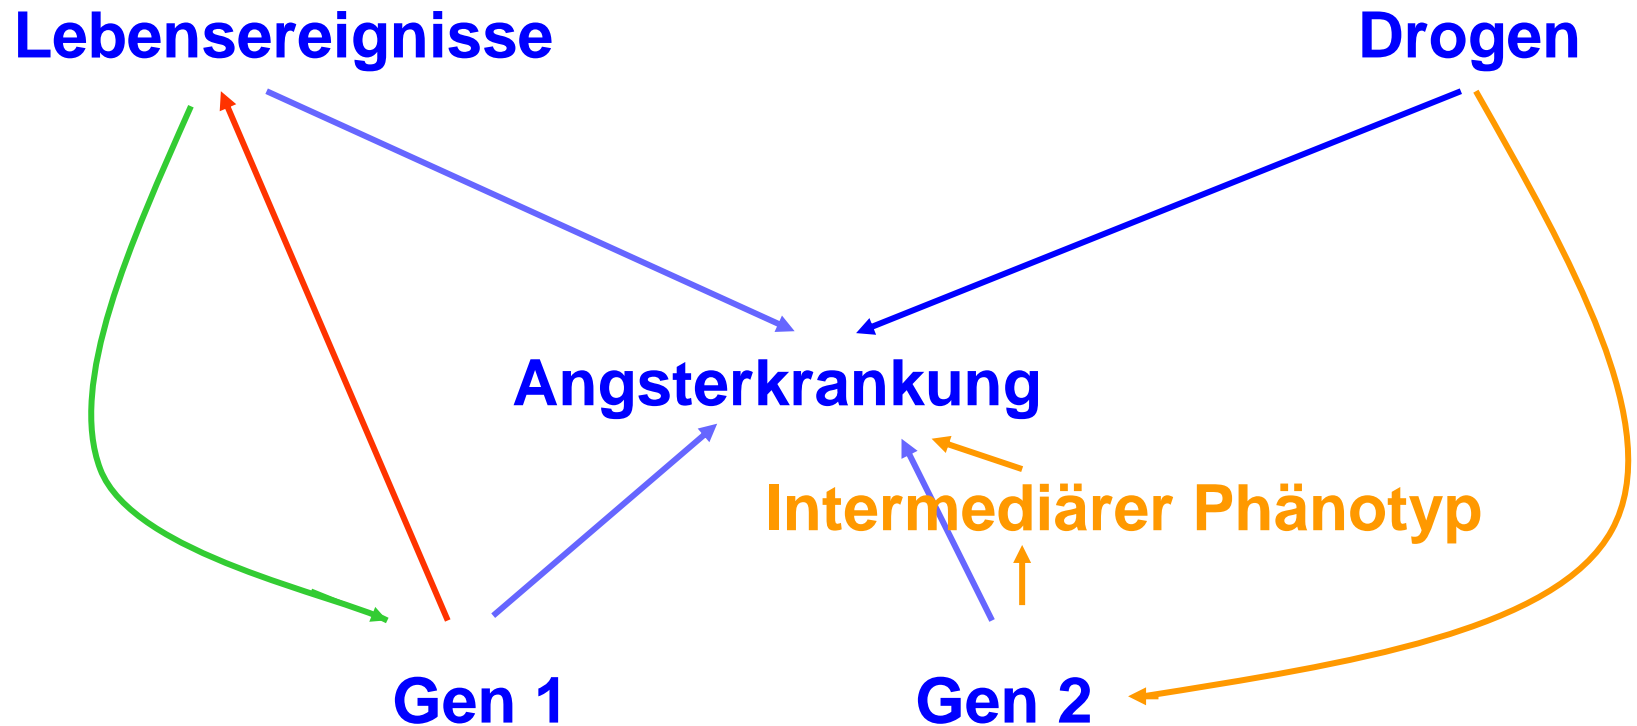 Lebensereignisse
Drogen
Angsterkrankung
Intermediärer Phänotyp
Gen 1
Gen 2